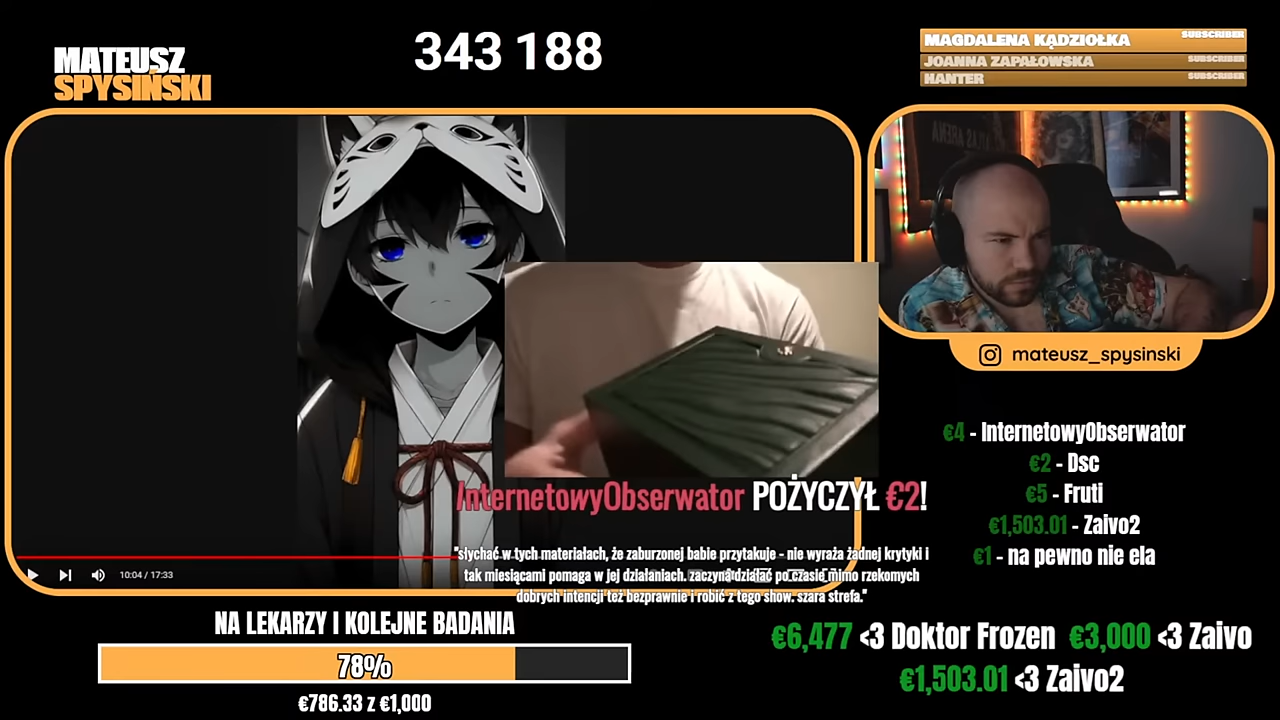 MATEUSZ
SPYSIŃSKI
343 188
MAGDALENA KĄDZIOŁKA SUBSCRIBER
JOANNA ZAPAŁOWSKA SUBSCRIBER
HANTER SUBSCRIBER
ATLAS ARENA
mateusz_spysinski
€4 - InternetowyObserwator
€2 - Dsc
€5 - Fruti
€1,503.01 - Zaivo2
€1 - na pewno nie ela
InternetowyObserwator POŻYCZYŁ €2!
"słychać w tych materiałach, że zaburzonej babie przytakuje - nie wyraża żadnej krytyki i
tak miesiącami pomaga w jej działaniach. zaczyna działać po czasie mimo rzekomych
dobrych intencji też bezprawnie i robić z tego show. szara strefa."
10:04 / 17:33
NA LEKARZY I KOLEJNE BADANIA
78%
€786.33 z €1,000
€6,477 <3 Doktor Frozen €3,000 <3 Zaivo
€1,503.01 <3 Zaivo2